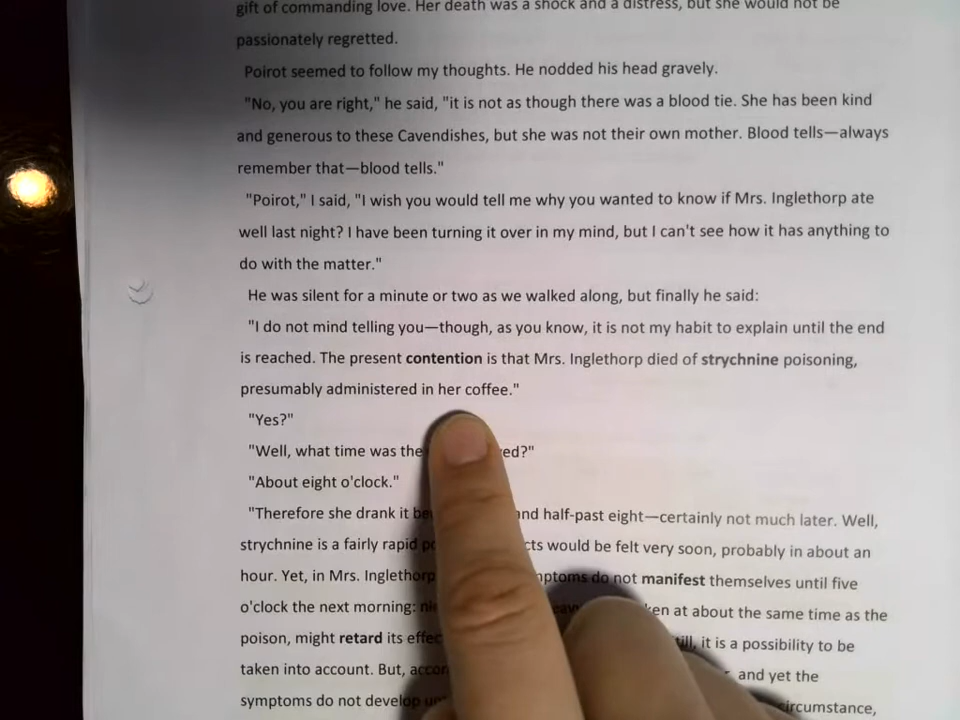 gift of commanding love. Her death was a shock and a distress, but she would not be
passionately regretted.
Poirot seemed to follow my thoughts. He nodded his head gravely.
"No, you are right," he said, "it is not as though there was a blood tie. She has been kind
and generous to these Cavendishes, but she was not their own mother. Blood tells—always
remember that—blood tells."
"Poirot," I said, "I wish you would tell me why you wanted to know if Mrs. Inglethorp ate
well last night? I have been turning it over in my mind, but I can't see how it has anything to
do with the matter."
He was silent for a minute or two as we walked along, but finally he said:
"I do not mind telling you—though, as you know, it is not my habit to explain until the end
is reached. The present contention is that Mrs. Inglethorp died of strychnine poisoning,
presumably administered in her coffee."
"Yes?"
"Well, what time was the ed?"
"About eight o'clock."
"Therefore she drank it and half-past eight—certainly not much later. Well,
strychnine is a fairly rapid would be felt very soon, probably in about an
hour. Yet, in Mrs. Inglethorp do not manifest themselves until five
o'clock the next morning: at about the same time as the
poison, might retard its it is a possibility to be
taken into account. But, and yet the
symptoms do not develop circumstance,